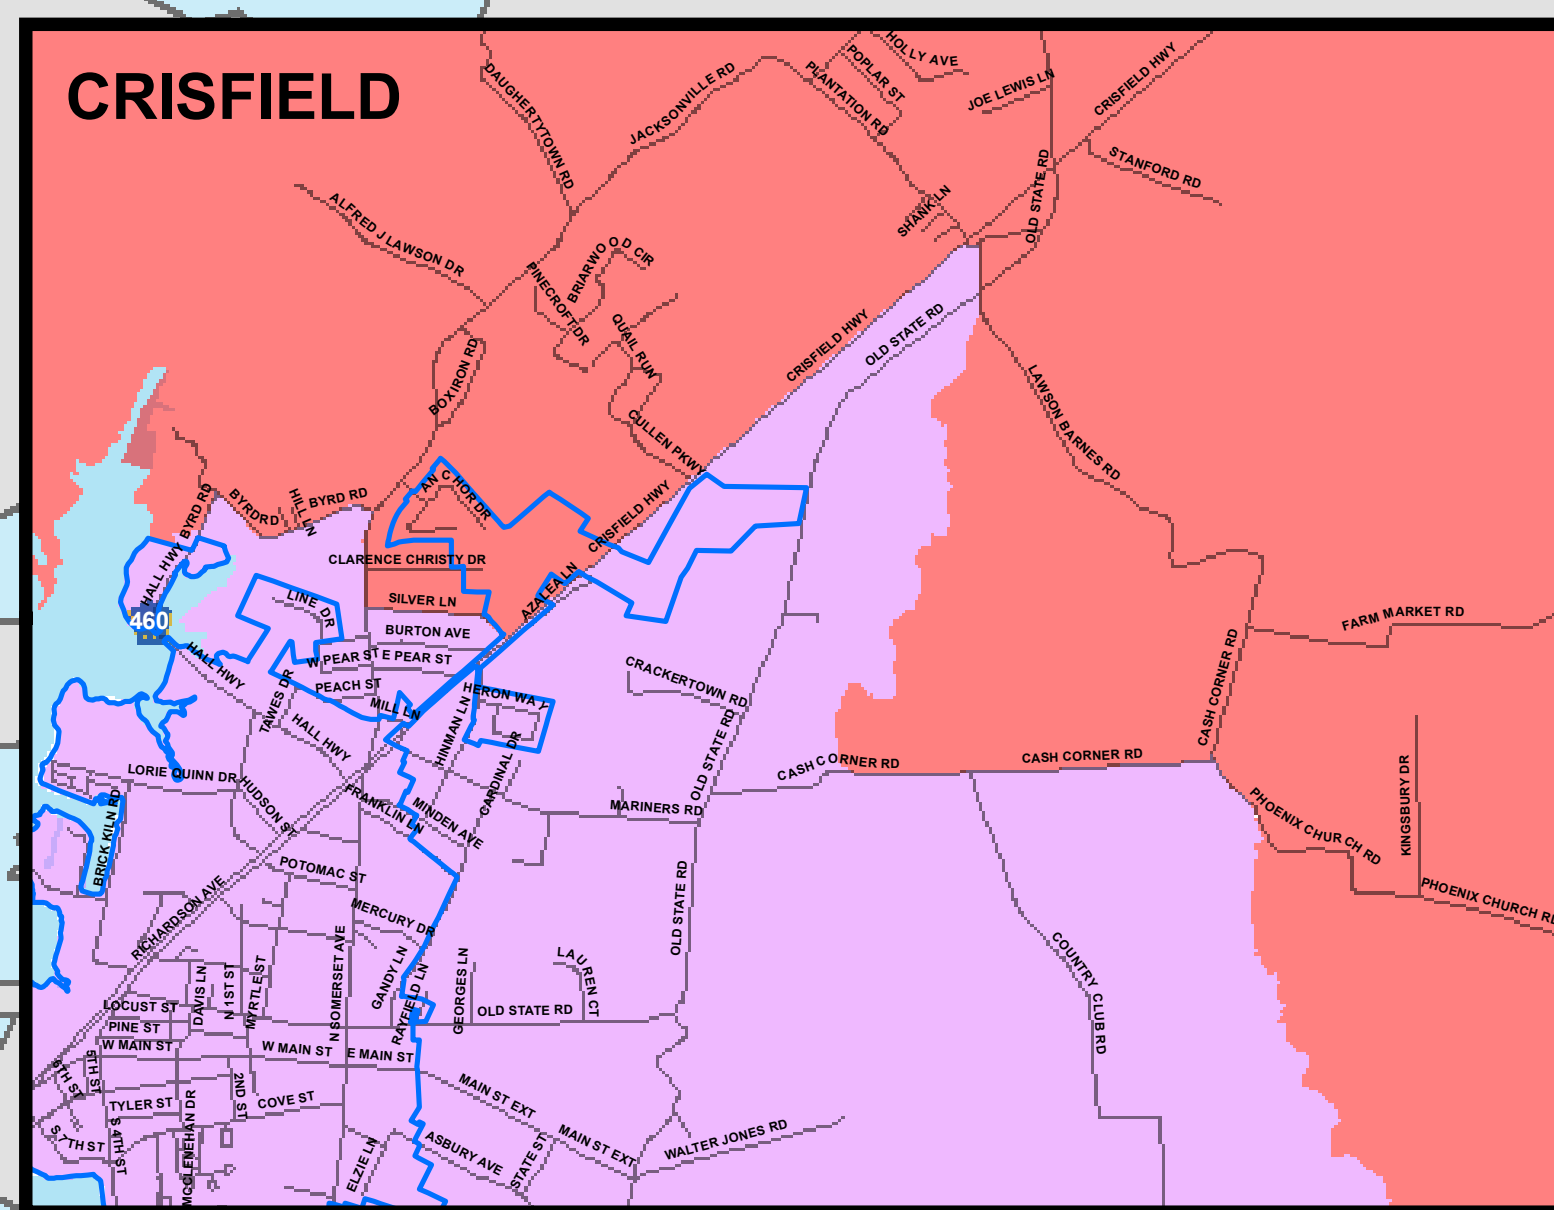 CRISFIELD
HOLLY AVE
POPLAR ST
PLANTATION RD
JOE LEWIS LN
CRISFIELD HWY
DAUGHERTYTOWN RD
JACKSONVILLE RD
STANFORD RD
OLD STATE RD
SHANK LN
ALFRED J LAWSON DR
BRIARWOOD CIR
PINECROFT DR
QUAIL RUN
CRISFIELD HWY
OLD STATE RD
BOXIRON RD
LAWSON BARNES RD
CULLEN PKWY
ANCHOR DR
BYRD RD
BYRD RD
HILL LN
BYRD RD
CRISFIELD HWY
HALL HWY
CLARENCE CHRISTY DR
AZALEA LN
SILVER LN
LINE DR
460
BURTON AVE
FARM MARKET RD
W PEAR ST
E PEAR ST
HALL HWY
CRACKERTOWN RD
CASH CORNER RD
PEACH ST
HERON WAY
TAWES DR
MILL LN
HINMAN LN
HALL HWY
OLD STATE RD
CARDINAL DR
CASH CORNER RD
CASH CORNER RD
LORIE QUINN DR
HUDSON ST
FRANKLIN LN
MINDEN AVE
MARINERS RD
KINGSBURY DR
PHOENIX CHURCH RD
BRICK KILN RD
POTOMAC ST
PHOENIX CHURCH RD
RICHARDSON AVE
MERCURY DR
OLD STATE RD
N SOMERSET AVE
GANDY LN
RAYFIELD LN
GEORGES LN
LAUREN CT
COUNTRY CLUB RD
DAVIS LN
N 1ST ST
MYRTLE ST
LOCUST ST
OLD STATE RD
PINE ST
W MAIN ST
W MAIN ST
E MAIN ST
6TH ST
5TH ST
2ND ST
MAIN ST EXT
TYLER ST
COVE ST
S 7TH ST
S 4TH ST
MCCLENEHAN DR
ELZIE LN
ASBURY AVE
STATE ST
MAIN ST EXT
WALTER JONES RD